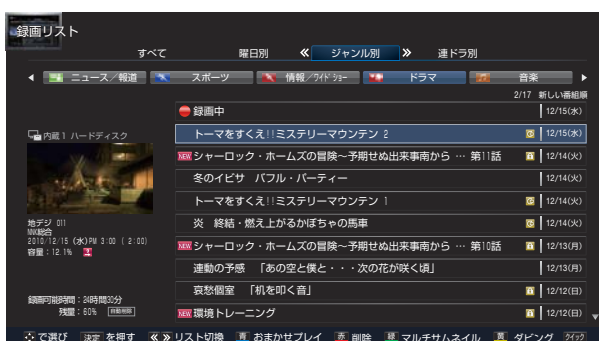 録画リスト
すべて 曜日別 ≪ ジャンル別 ≫ 連ドラ別
◀ ニュース／報道 スポーツ 情報／ワイドショー ドラマ 音楽 ▶
2/17 新しい番組順
録画中 12/15(水)
内蔵1 ハードディスク
トーマをすくえ!!ミステリーマウンテン 2 12/15(水)
NEW シャーロック・ホームズの冒険～予期せぬ出来事南から … 第11話 12/14(火)
冬のイビサ パフル・パーティー 12/14(火)
トーマをすくえ!!ミステリーマウンテン 1 12/14(火)
炎 終結・燃え上がるかぼちゃの馬車 12/14(火)
地デジ 011
NHK総合
2010/12/15 (水)PM 3:00 ( 2:00)
容量：12.1%
NEW シャーロック・ホームズの冒険～予期せぬ出来事南から … 第10話 12/13(月)
連動の予感 「あの空と僕と・・・次の花が咲く頃」 12/13(月)
哀愁個室 「机を叩く音」 12/12(日)
録画可能時間：24時間30分
残量：60% 自動削除
NEW 環境トレーニング 12/12(日)
で選び 決定 を押す ≪ ≫ リスト切換 青 おまかせプレイ 赤 削除 緑 マルチサムネイル 黄 ダビング クイック